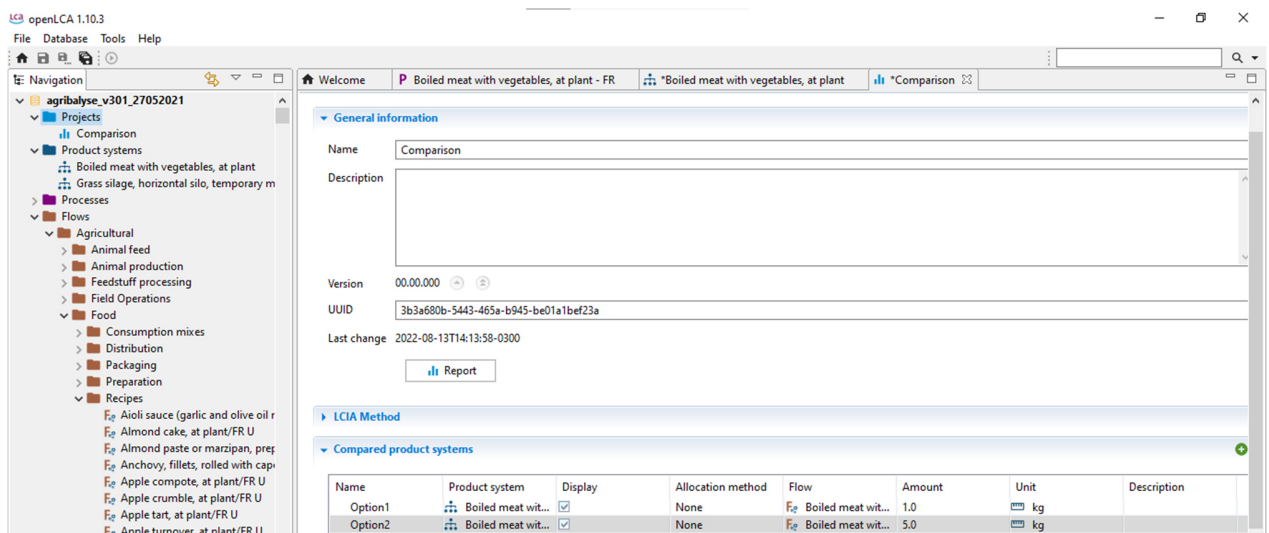 LCA openLCA 1.10.3
File Database Tools Help
Navigation
Welcome
P Boiled meat with vegetables, at plant - FR
*Boiled meat with vegetables, at plant
*Comparison
agribalyse_v301_27052021
Projects
Comparison
Product systems
Boiled meat with vegetables, at plant
Grass silage, horizontal silo, temporary m
Processes
Flows
Agricultural
Animal feed
Animal production
Feedstuff processing
Field Operations
Food
Consumption mixes
Distribution
Packaging
Preparation
Recipes
Aioli sauce (garlic and olive oil r
Almond cake, at plant/FR U
Almond paste or marzipan, prep
Anchovy, fillets, rolled with cap
Apple compote, at plant/FR U
Apple crumble, at plant/FR U
Apple tart, at plant/FR U
Apple turnover, at plant/FR U
General information
Name Comparison
Description
Version 00.00.000
UUID 3b3a680b-5443-465a-b945-be01a1bef23a
Last change 2022-08-13T14:13:58-0300
Report
LCIA Method
Compared product systems
Name Product system Display Allocation method Flow Amount Unit Description
Option1 Boiled meat wit... None Boiled meat wit... 1.0 kg
Option2 Boiled meat wit... None Boiled meat wit... 5.0 kg